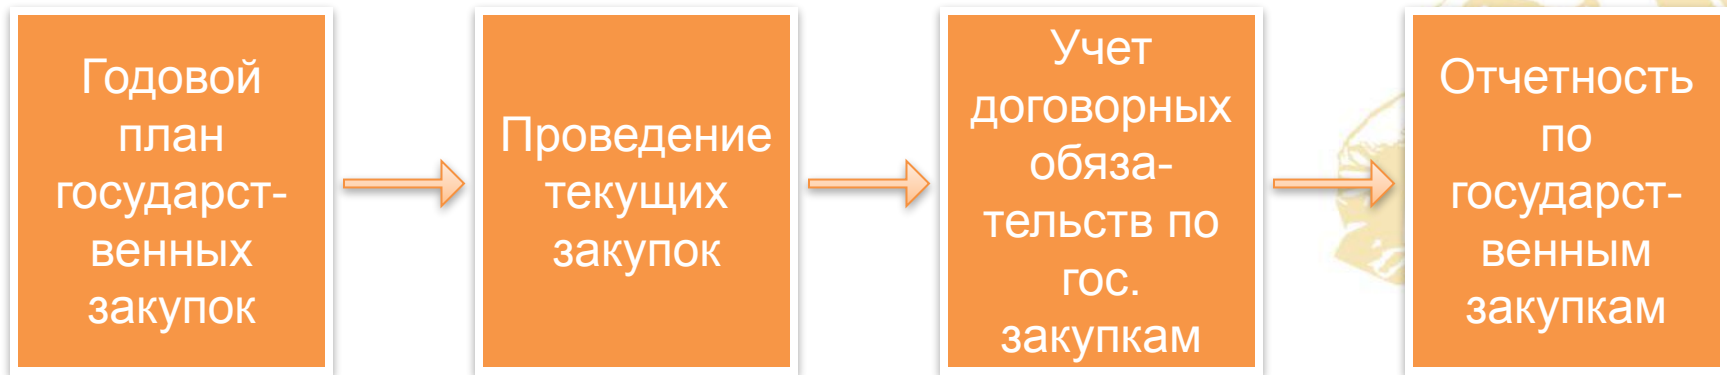 Годовой
план
государст-
венных
закупок
Проведение
текущих
закупок
Учет
договорных
обяза-
тельств по
гос.
закупкам
Отчетность
по
государст-
венным
закупкам